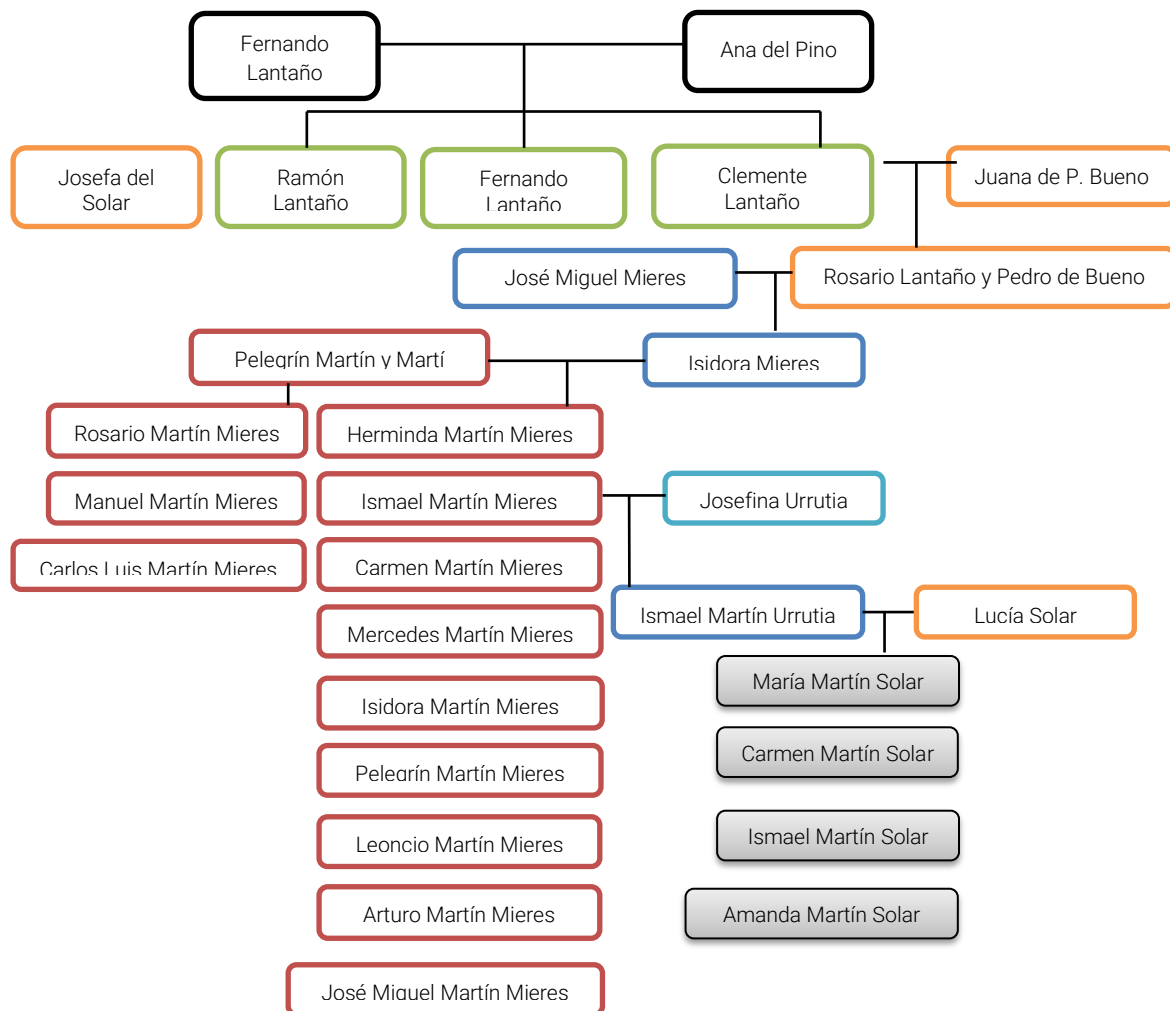 Fernando
Lantaño
Ana del Pino
Josefa del
Solar
Ramón
Lantaño
Fernando
Lantaño
Clemente
Lantaño
Juana de P. Bueno
José Miguel Mieres
Rosario Lantaño y Pedro de Bueno
Pelegrín Martín y Martí
Isidora Mieres
Rosario Martín Mieres
Herminda Martín Mieres
Manuel Martín Mieres
Ismael Martín Mieres
Josefina Urrutia
Carlos Luis Martín Mieres
Carmen Martín Mieres
Ismael Martín Urrutia
Lucía Solar
Mercedes Martín Mieres
María Martín Solar
Isidora Martín Mieres
Carmen Martín Solar
Pelegrín Martín Mieres
Ismael Martín Solar
Leoncio Martín Mieres
Arturo Martín Mieres
Amanda Martín Solar
José Miguel Martín Mieres